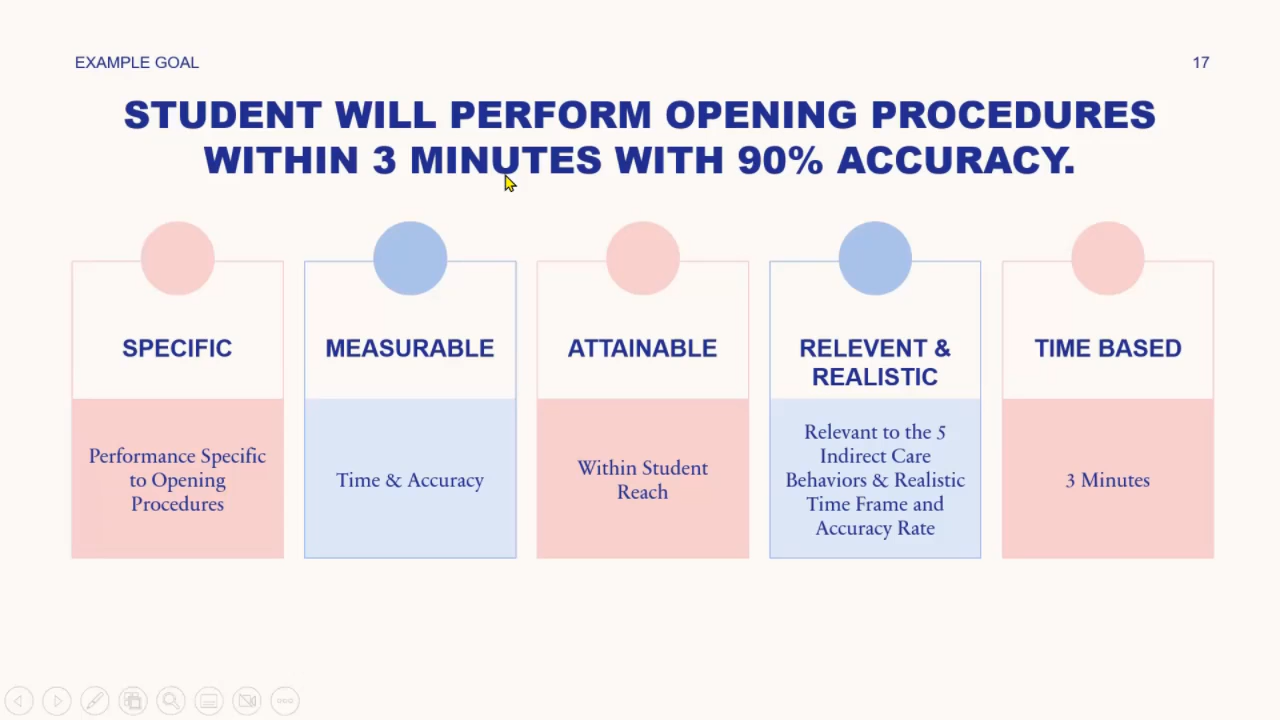 EXAMPLE GOAL
17
STUDENT WILL PERFORM OPENING PROCEDURES
WITHIN 3 MINUTES WITH 90% ACCURACY.
SPECIFIC
Performance Specific
to Opening
Procedures
MEASURABLE
Time & Accuracy
ATTAINABLE
Within Student
Reach
RELEVENT &
REALISTIC
Relevant to the 5
Indirect Care
Behaviors & Realistic
Time Frame and
Accuracy Rate
TIME BASED
3 Minutes